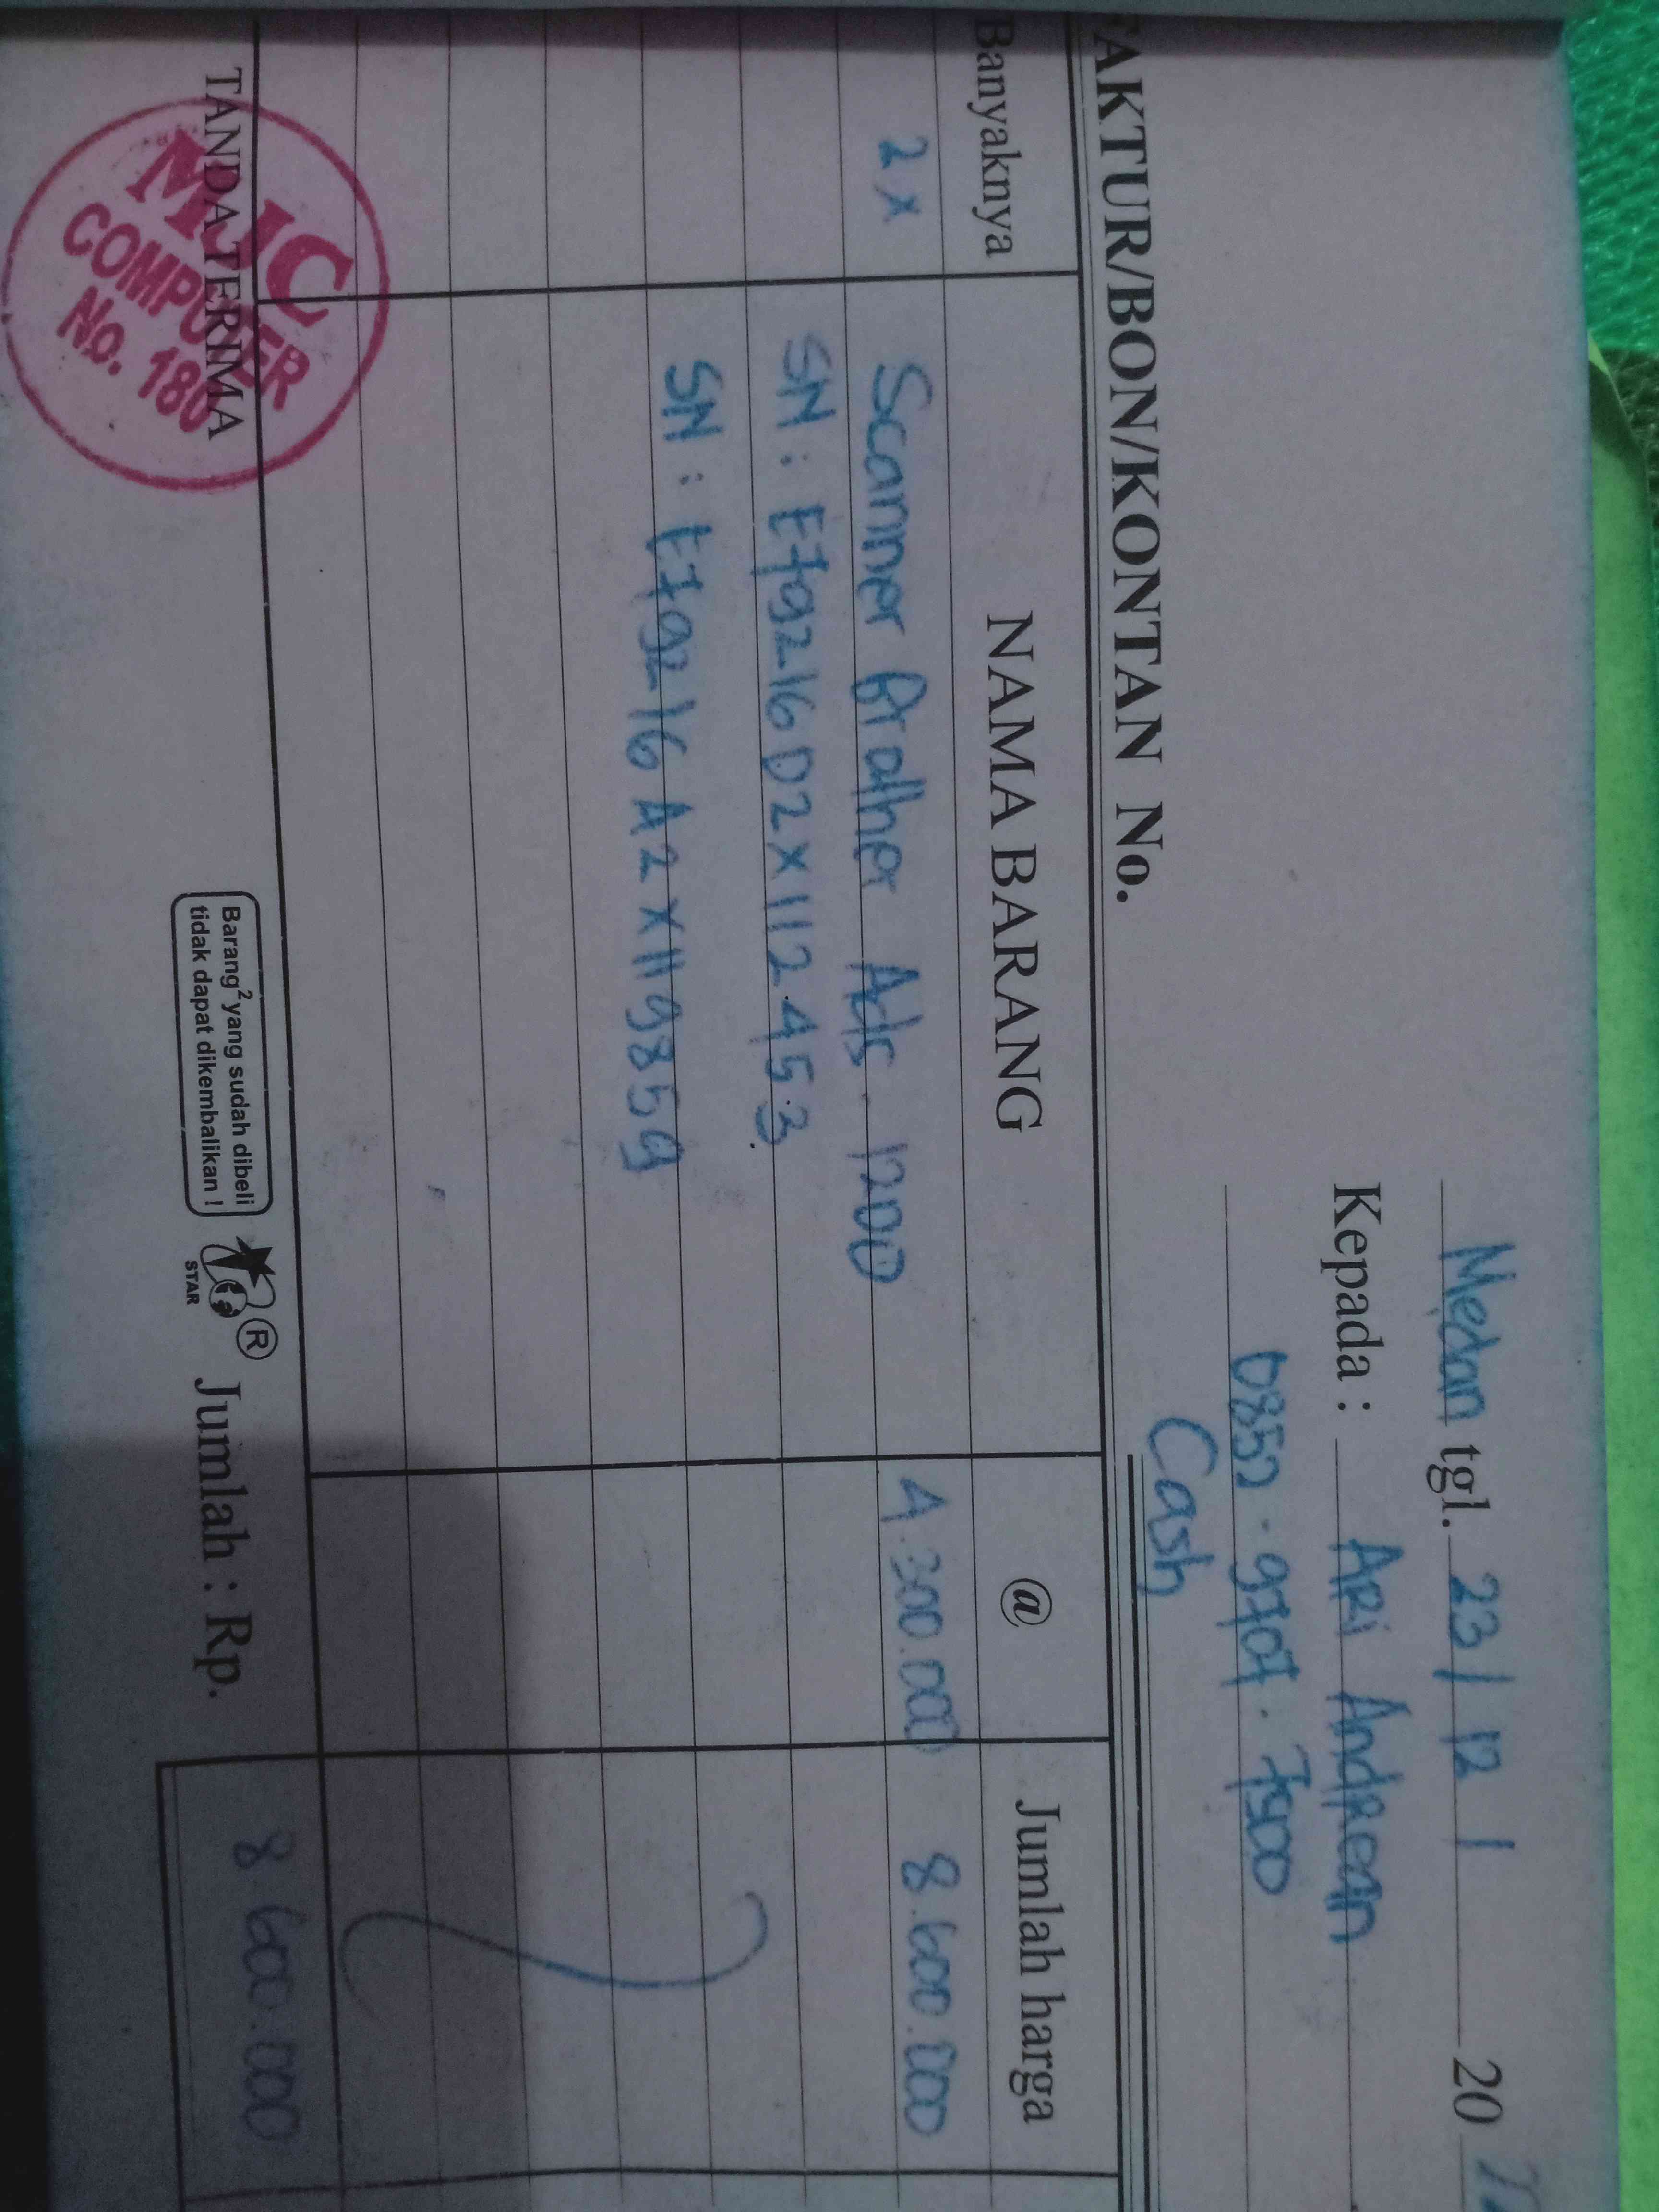 Medan tgl. 23 / 12 / 20
Kepada : Ari Andrean
0852 . 9707 . 7500
Cash
FAKTUR/BON/KONTAN No.
Banyaknya NAMA BARANG @ Jumlah harga
2 x Scanner Brother Ads . 1200 4.300.000 8.600.000
SN : E79216D2X112453
SN : E79216A2X119859
TANDA TERIMA
MJC
COMPUTER
No. 180
Barang² yang sudah dibeli
tidak dapat dikembalikan !
STAR
®
Jumlah : Rp. 8.600.000